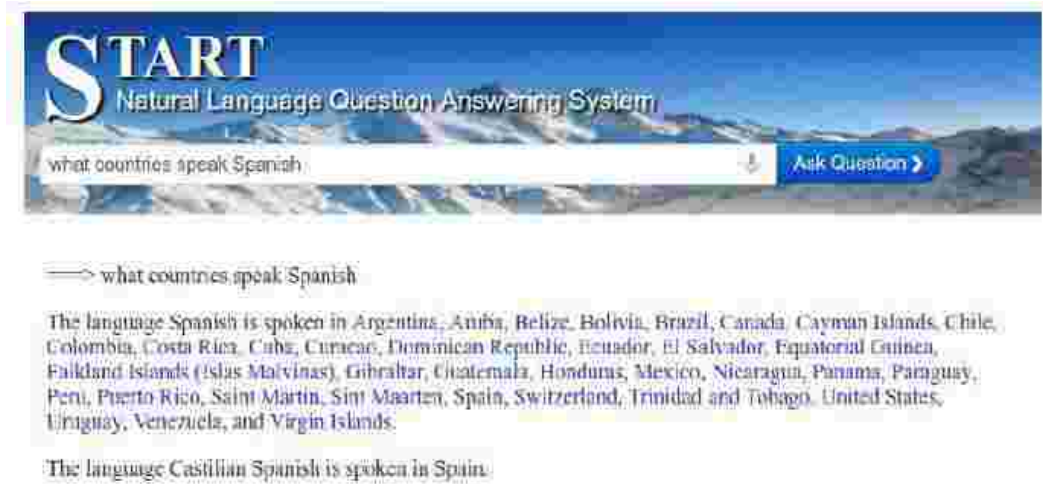 START
Natural Language Question Answering System
what countries speak Spanish
Ask Question ❯
===> what countries speak Spanish
The language Spanish is spoken in Argentina, Aruba, Belize, Bolivia, Brazil, Canada, Cayman Islands, Chile,
Colombia, Costa Rica, Cuba, Curacao, Dominican Republic, Ecuador, El Salvador, Equatorial Guinea,
Falkland Islands (Islas Malvinas), Gibraltar, Guatemala, Honduras, Mexico, Nicaragua, Panama, Paraguay,
Peru, Puerto Rico, Saint Martin, Sint Maarten, Spain, Switzerland, Trinidad and Tobago, United States,
Uruguay, Venezuela, and Virgin Islands.
The language Castilian Spanish is spoken in Spain.